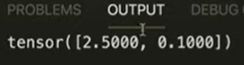 PROBLEMS OUTPUT DEBUG
tensor([2.5000, 0.1000])